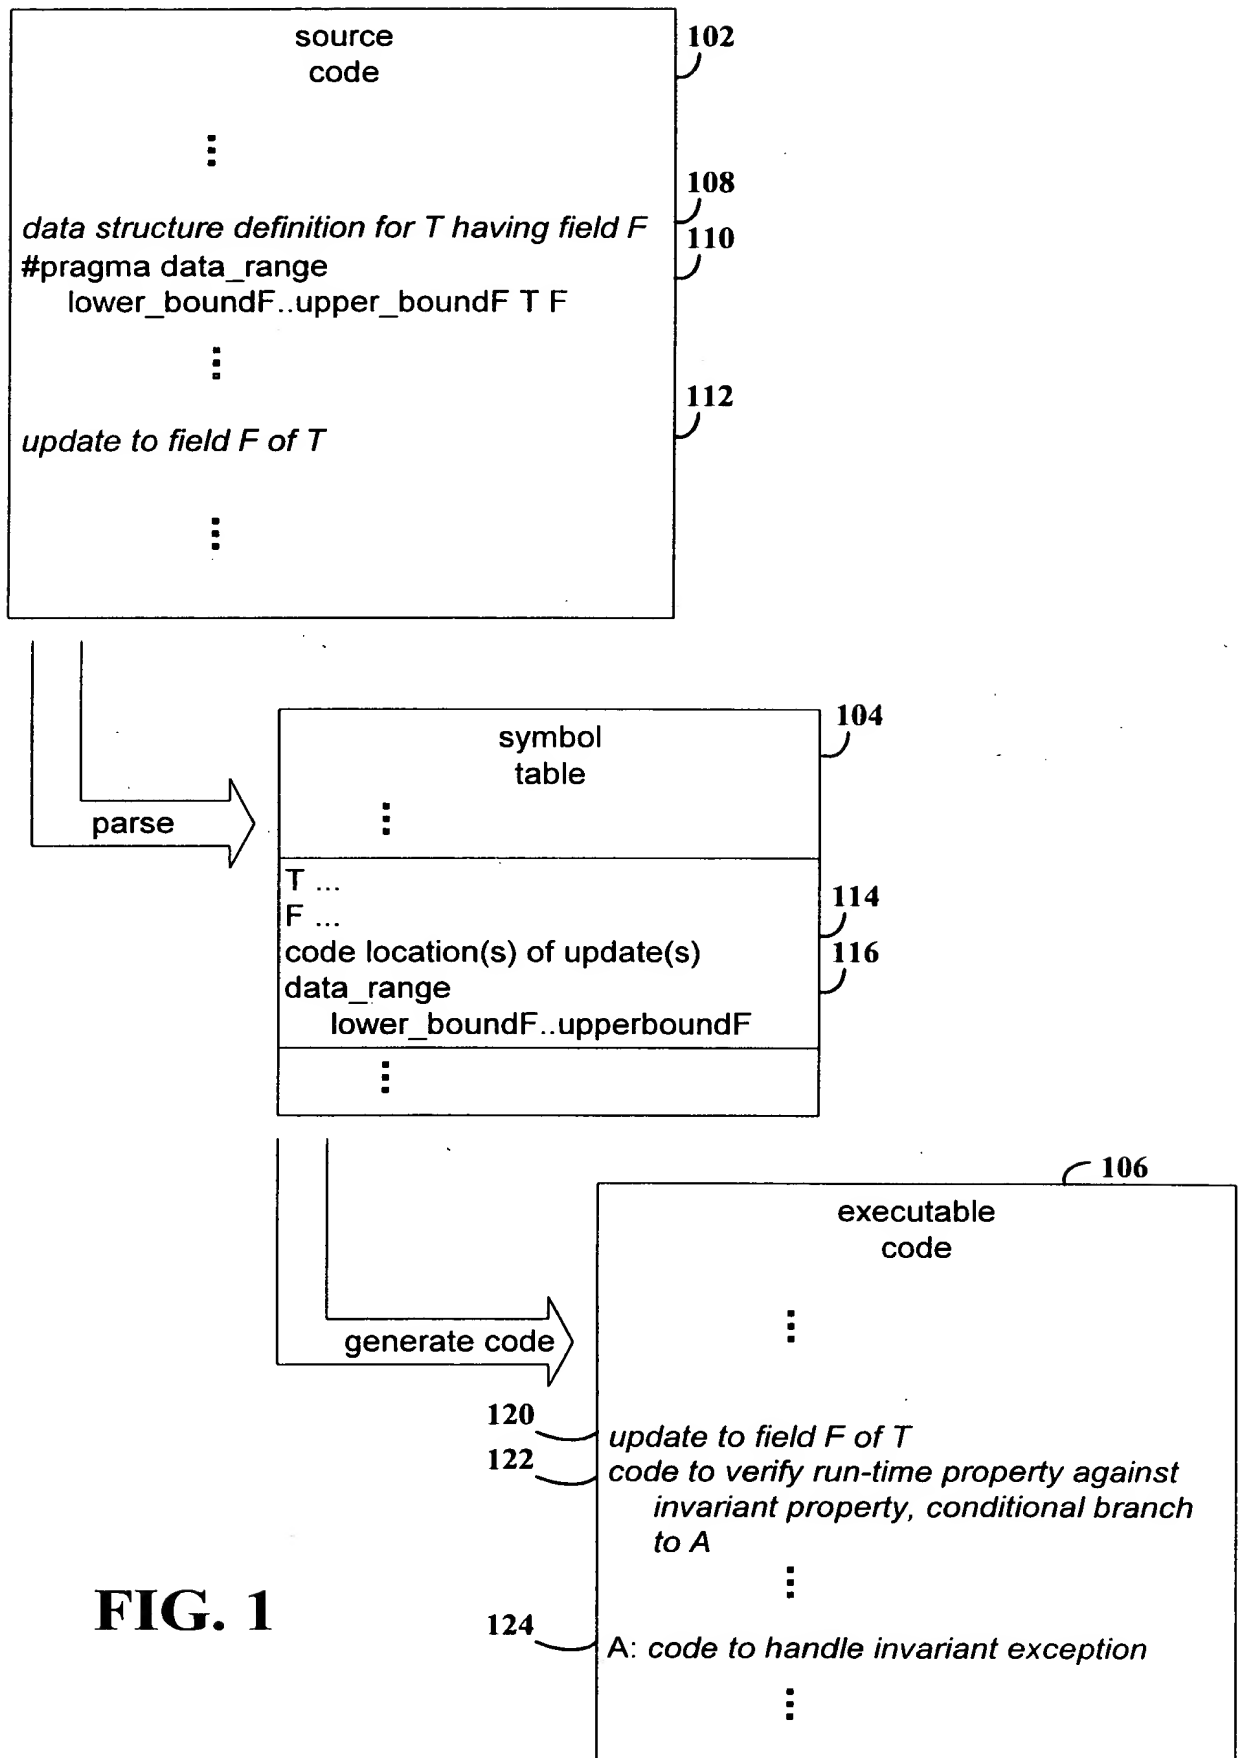 source
code
102
⋮
108
data structure definition for T having field F
110
#pragma data_range
lower_boundF..upper_boundF T F
⋮
112
update to field F of T
⋮
parse
symbol
table
104
⋮
T ...
F ...
114
code location(s) of update(s)
116
data_range
lower_boundF..upperboundF
⋮
generate code
106
executable
code
⋮
120
update to field F of T
122
code to verify run-time property against
invariant property, conditional branch
to A
⋮
124
A: code to handle invariant exception
⋮
FIG. 1